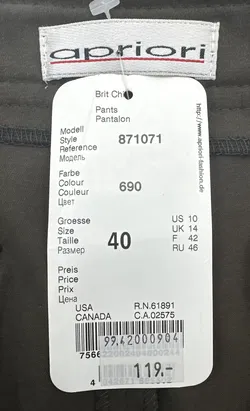 apriori
Brit Chic
Pants
Pantalon
Modell
Style 871071
Reference
Модель
Farbe
Colour 690
Couleur
Цвет
Groesse US 10
Size 40 UK 14
Taille F 42
Размер RU 46
Preis
Price
Prix
Цена
USA R.N.61891
CANADA C.A.02575
99.42000904
119.-
http://www.apriori-fashion.de